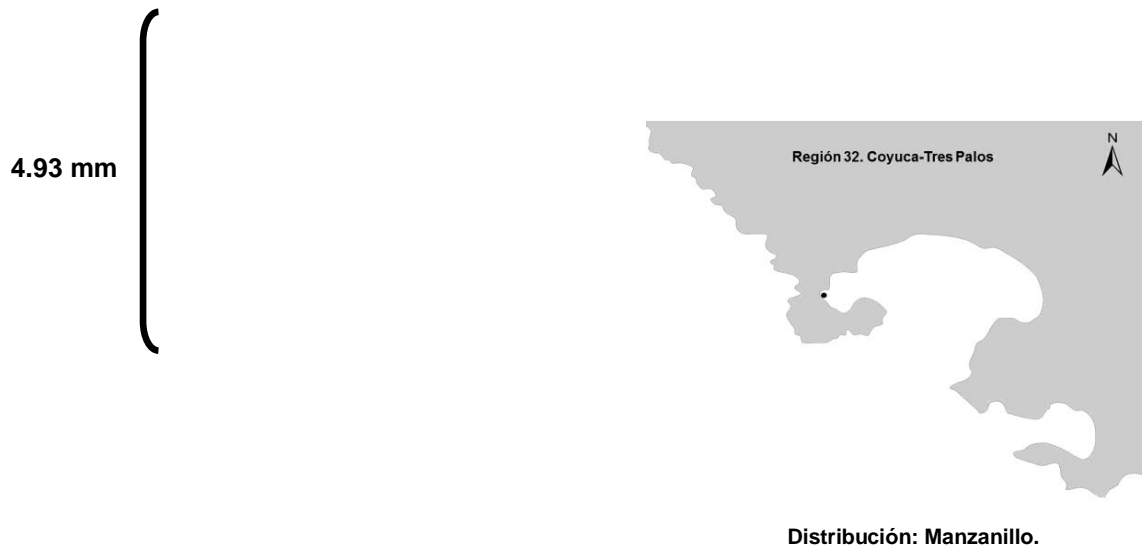 4.93 mm
Región 32. Coyuca-Tres Palos
N
Distribución: Manzanillo.